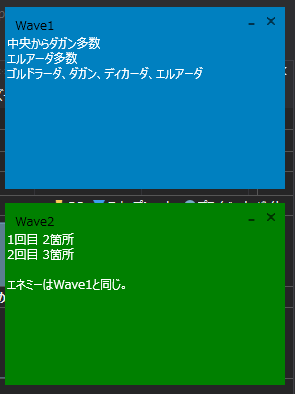 Wave1
中央からダガン多数
エルアーダ多数
ゴルドラーダ、ダガン、ディカーダ、エルアーダ
Wave2
1回目 2箇所
2回目 3箇所
エネミーはWave1と同じ。